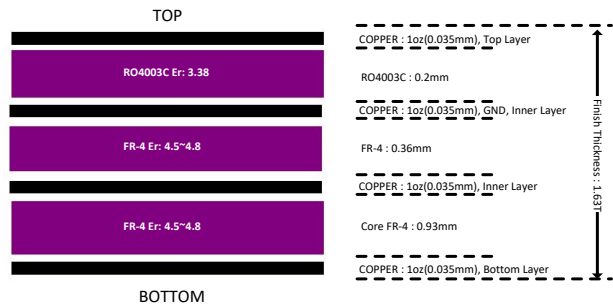 TOP
COPPER : 1oz(0.035mm), Top Layer
RO4003C Er: 3.38
RO4003C : 0.2mm
COPPER : 1oz(0.035mm), GND, Inner Layer
FR-4 Er: 4.5~4.8
FR-4 : 0.36mm
COPPER : 1oz(0.035mm), Inner Layer
FR-4 Er: 4.5~4.8
Core FR-4 : 0.93mm
COPPER : 1oz(0.035mm), Bottom Layer
BOTTOM
Finish Thickness : 1.63T